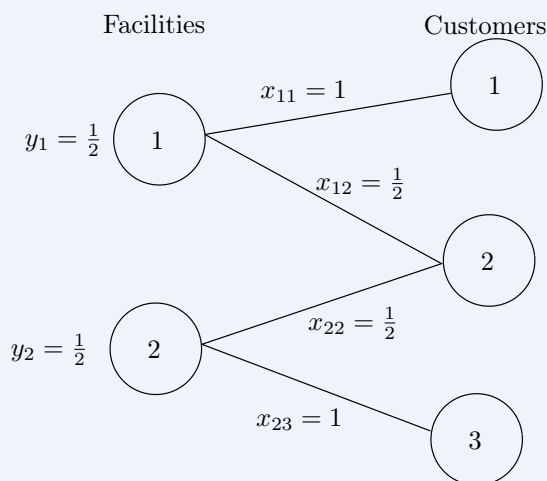 Facilities
Customers
x₁₁ = 1
1
y₁ = ½
1
x₁₂ = ½
2
x₂₂ = ½
y₂ = ½
2
x₂₃ = 1
3